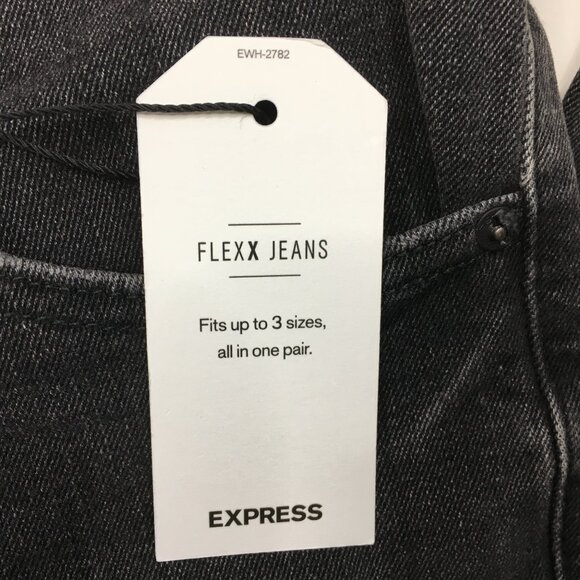 EWH-2782
FLEXX JEANS
Fits up to 3 sizes,
all in one pair.
EXPRESS